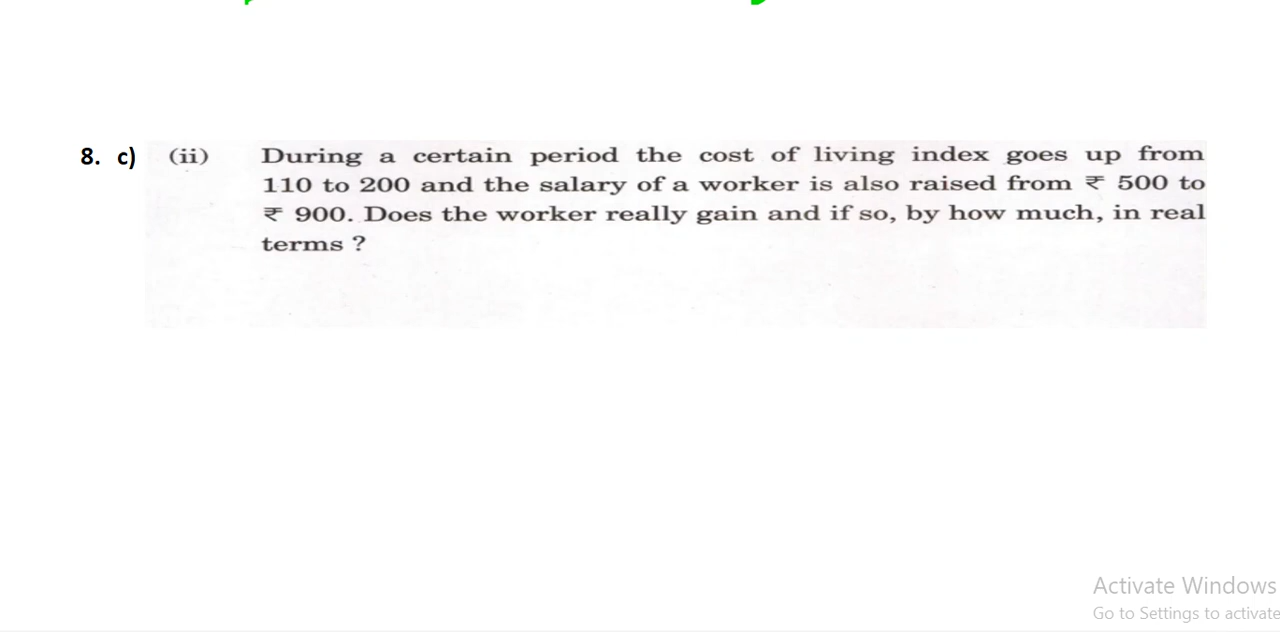 8. c) (ii) During a certain period the cost of living index goes up from
110 to 200 and the salary of a worker is also raised from ₹ 500 to
₹ 900. Does the worker really gain and if so, by how much, in real
terms ?
Activate Windows
Go to Settings to activate